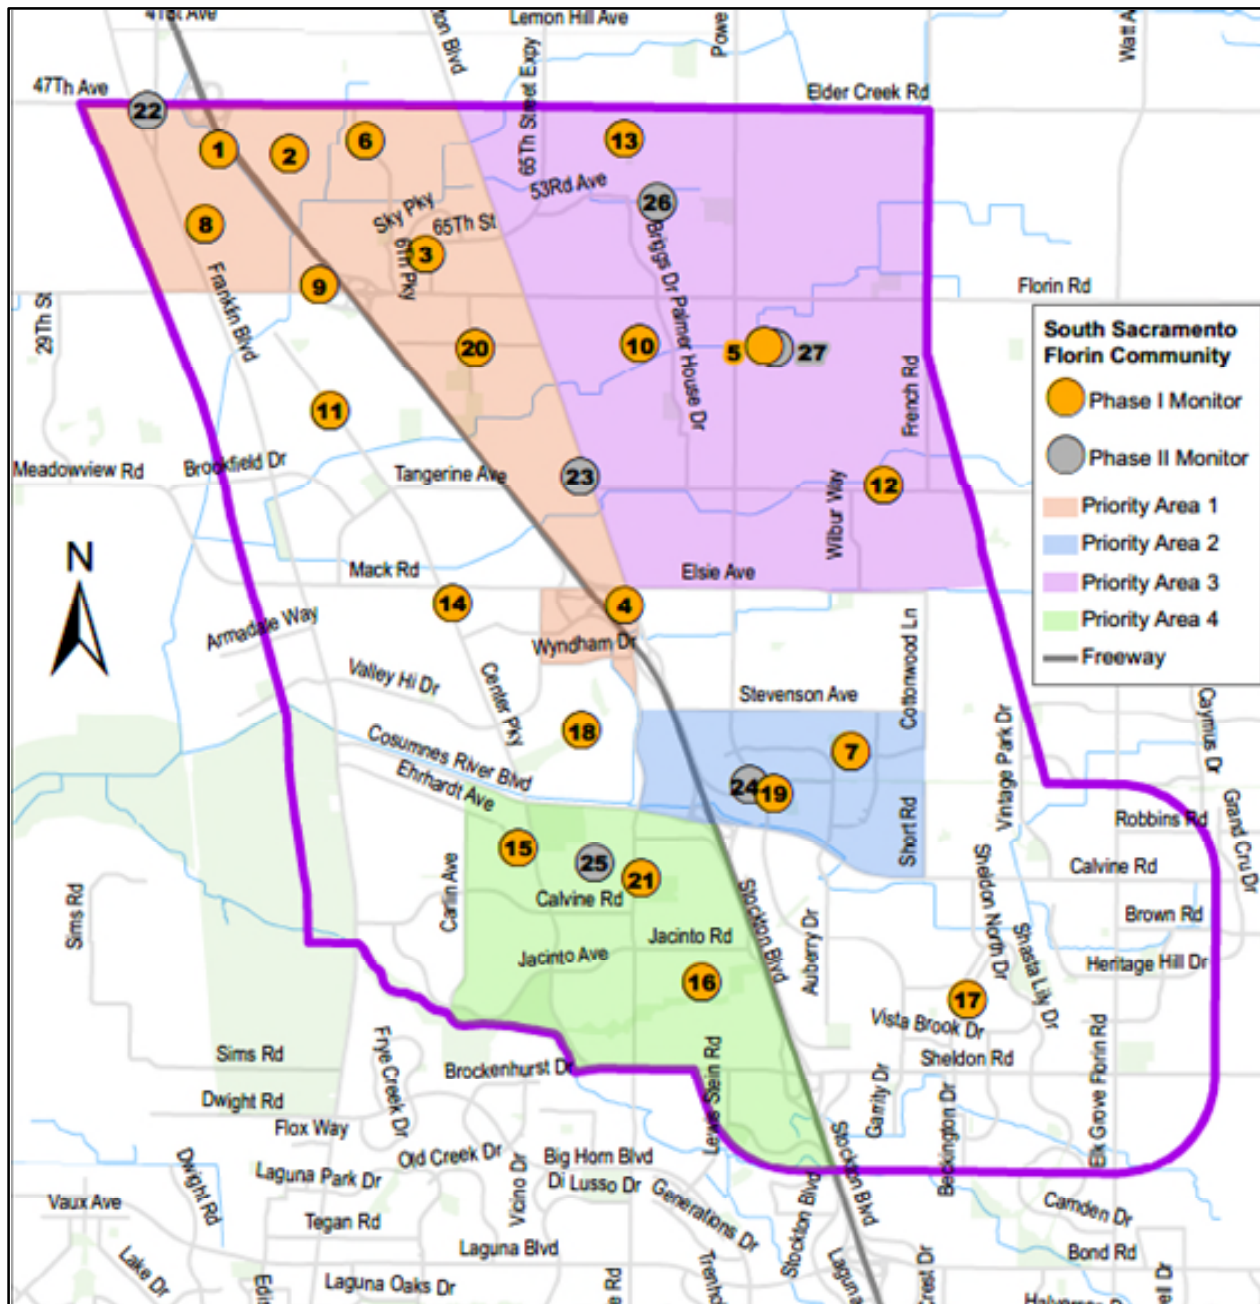 41st Ave
Lemon Hill Ave
47Th Ave
Elder Creek Rd
65Th Street Expy
22
1
2
6
13
53Rd Ave
26
8
Sky Pky
65Th St
3
6Th Pky
9
Briggs Dr
Palmer House Dr
Florin Rd
29Th St
Franklin Blvd
20
10
5
27
French Rd
South Sacramento
Florin Community
Phase I Monitor
Phase II Monitor
Priority Area 1
Priority Area 2
Priority Area 3
Priority Area 4
Freeway
11
Meadowview Rd
Brookfield Dr
Tangerine Ave
23
12
Wilbur Way
N
Mack Rd
Elsie Ave
14
4
Armadale Way
Wyndham Dr
Cottonwood Ln
Valley Hi Dr
Center Pky
Stevenson Ave
Caymus Dr
Vintage Park Dr
18
7
Cosumnes River Blvd
Ehrhardt Ave
24
19
Short Rd
Robbins Rd
Grand Cru Dr
15
25
21
Calvine Rd
Calvine Rd
Carlin Ave
Sims Rd
Stockton Blvd
Auberry Dr
Sheldon North Dr
Shasta Lily Dr
Brown Rd
Jacinto Rd
Jacinto Ave
Heritage Hill Dr
16
17
Vista Brook Dr
Sims Rd
Frye Creek Dr
Brockenhurst Dr
Lewis Stein Rd
Sheldon Rd
Elk Grove Florin Rd
Garrity Dr
Beckington Dr
Dwight Rd
Flox Way
Old Creek Dr
Big Horn Blvd
Di Lusso Dr
Stockton Blvd
Stockton Blvd
Dwight Rd
Laguna Park Dr
Vicino Dr
Generations Dr
Camden Dr
Vaux Ave
Tegan Rd
Laguna Blvd
Bond Rd
Lake Dr
Laguna Oaks Dr
Laguna